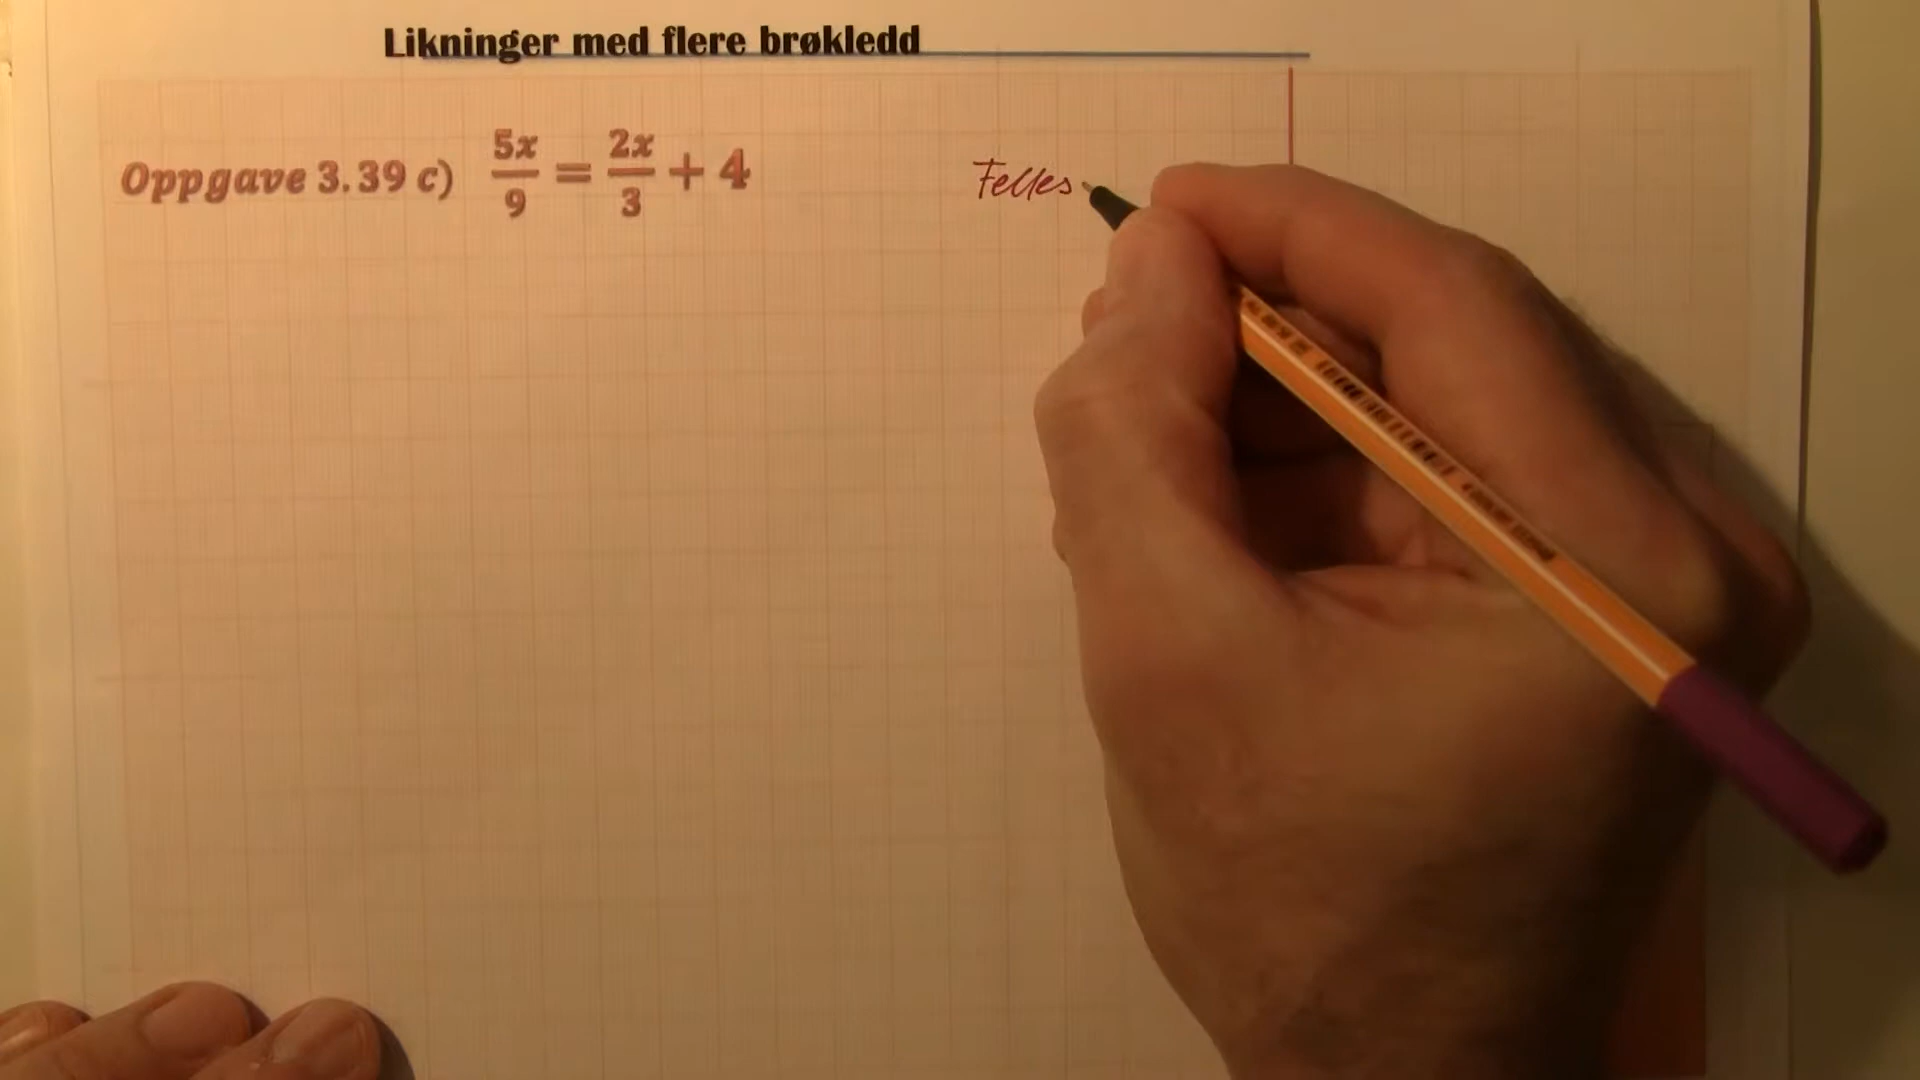 Likninger med flere brøkledd
Oppgave 3.39 c) 5x/9 = 2x/3 + 4
Felles